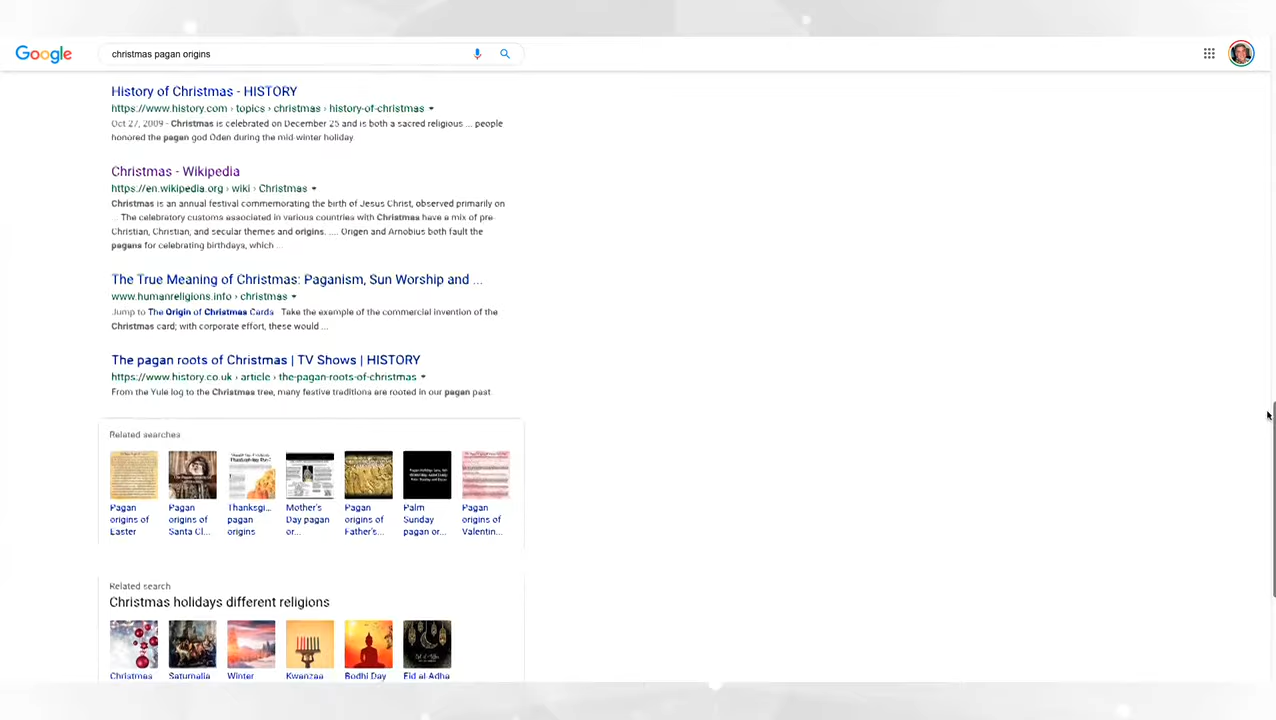 Google
christmas pagan origins
History of Christmas - HISTORY
https://www.history.com › topics › christmas › history-of-christmas
Oct 27, 2009 - Christmas is celebrated on December 25 and is both a sacred religious ... people
honored the pagan god Oden during the mid-winter holiday.
Christmas - Wikipedia
https://en.wikipedia.org › wiki › Christmas
Christmas is an annual festival commemorating the birth of Jesus Christ, observed primarily on
... The celebratory customs associated in various countries with Christmas have a mix of pre-
Christian, Christian, and secular themes and origins. .... Origen and Arnobius both fault the
pagans for celebrating birthdays, which ...
The True Meaning of Christmas: Paganism, Sun Worship and ...
www.humanreligions.info › christmas
Jump to The Origin of Christmas Cards Take the example of the commercial invention of the
Christmas card; with corporate effort, these would ...
The pagan roots of Christmas | TV Shows | HISTORY
https://www.history.co.uk › article › the-pagan-roots-of-christmas
From the Yule log to the Christmas tree, many festive traditions are rooted in our pagan past.
Related searches
Pagan origins of Easter
Pagan origins of Santa Cl...
Thanksgi... pagan origins
Mother's Day pagan or...
Pagan origins of Father's...
Palm Sunday pagan or...
Pagan origins of Valentin...
Related search
Christmas holidays different religions
Christmas
Saturnalia
Winter
Kwanzaa
Bodhi Day
Eid al-Adha